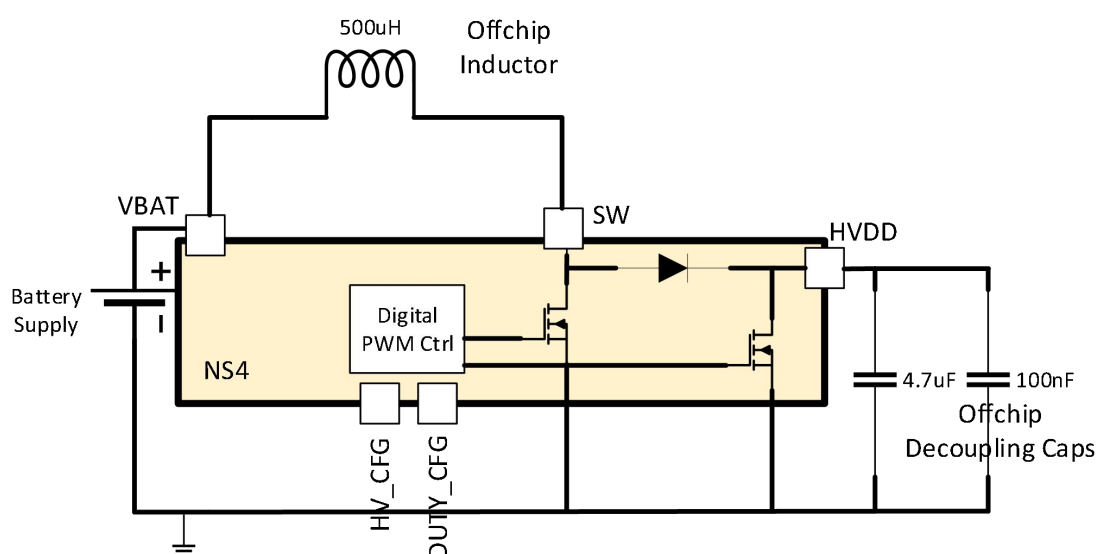 500uH
Offchip
Inductor
VBAT
SW
HVDD
+
Battery
Supply
Digital
PWM Ctrl
NS4
4.7uF
100nF
Offchip
Decoupling Caps
HV_CFG
DUTY_CFG